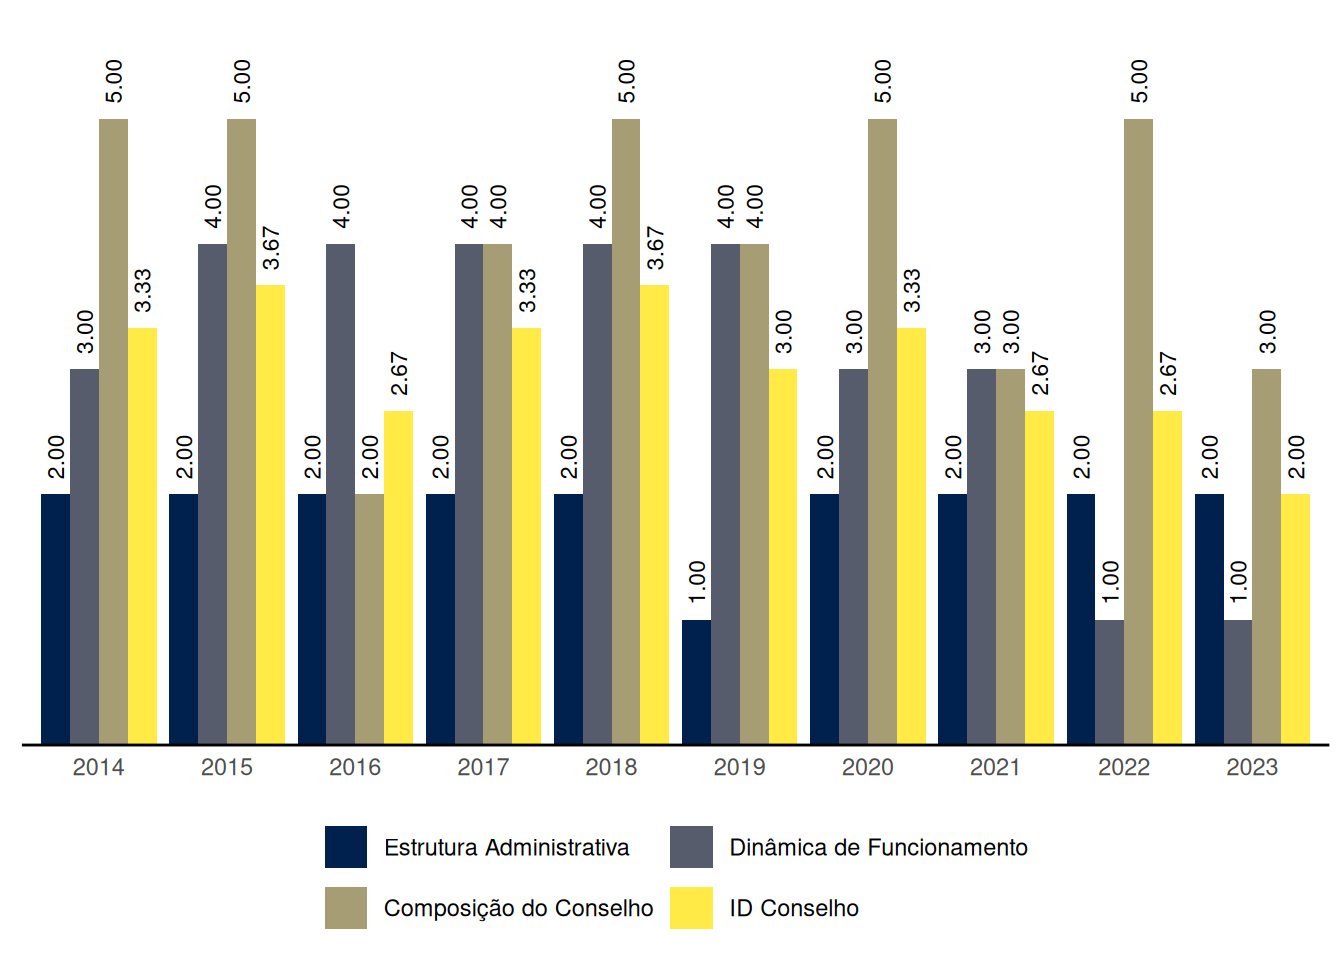 2.00 3.00 5.00 3.33 2.00 4.00 5.00 3.67 2.00 4.00 2.00 2.67 2.00 4.00 4.00 3.33 2.00 4.00 5.00 3.67 1.00 4.00 4.00 3.00 2.00 3.00 5.00 3.33 2.00 3.00 3.00 2.67 2.00 1.00 5.00 2.67 2.00 1.00 3.00 2.00
2014 2015 2016 2017 2018 2019 2020 2021 2022 2023
Estrutura Administrativa Dinâmica de Funcionamento
Composição do Conselho ID Conselho